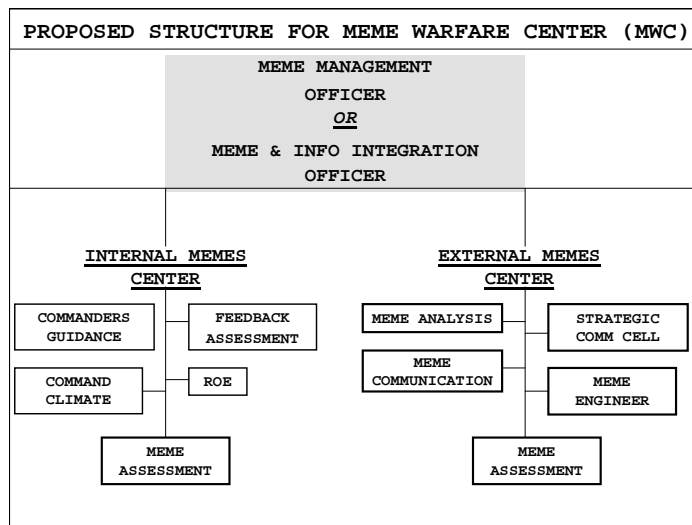 PROPOSED STRUCTURE FOR MEME WARFARE CENTER (MWC)
MEME MANAGEMENT
OFFICER
OR
MEME & INFO INTEGRATION
OFFICER
INTERNAL MEMES
CENTER
COMMANDERS
GUIDANCE
FEEDBACK
ASSESSMENT
COMMAND
CLIMATE
ROE
MEME
ASSESSMENT
EXTERNAL MEMES
CENTER
MEME ANALYSIS
STRATEGIC
COMM CELL
MEME
COMMUNICATION
MEME
ENGINEER
MEME
ASSESSMENT